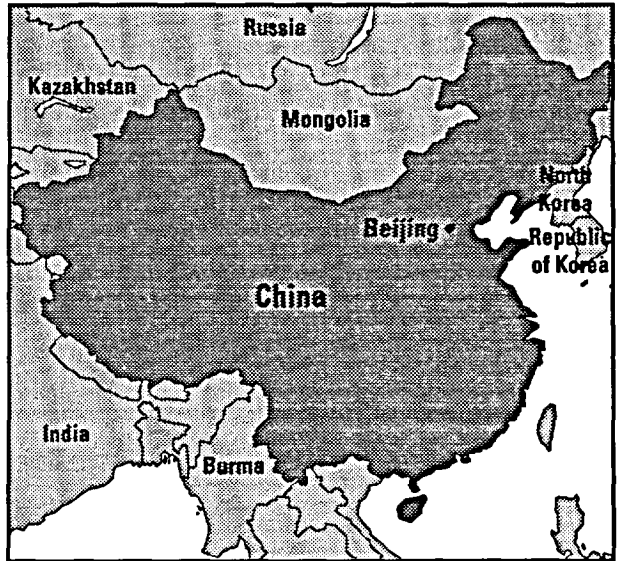 Russia
Kazakhstan
Mongolia
North
Korea
Beijing
Republic
of Korea
China
India
Burma